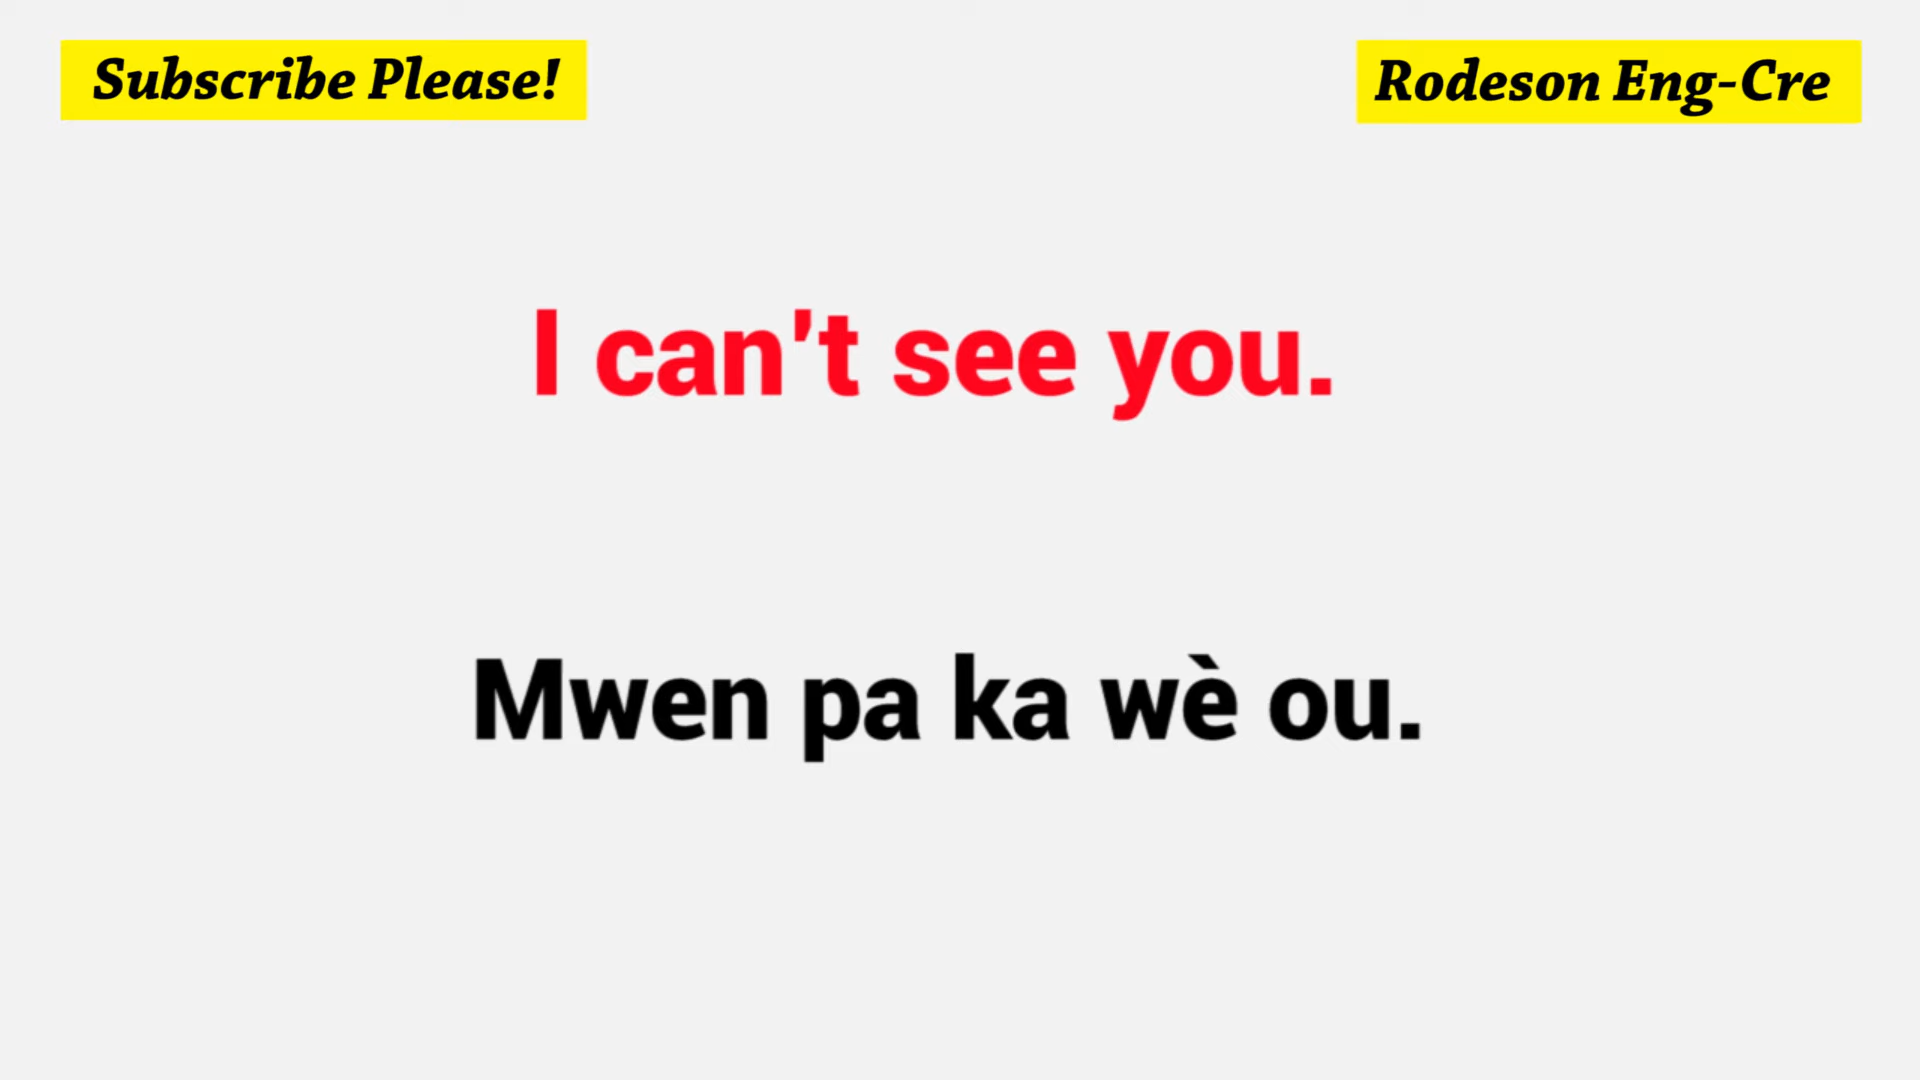 Subscribe Please!
Rodeson Eng-Cre
I can't see you.
Mwen pa ka wè ou.